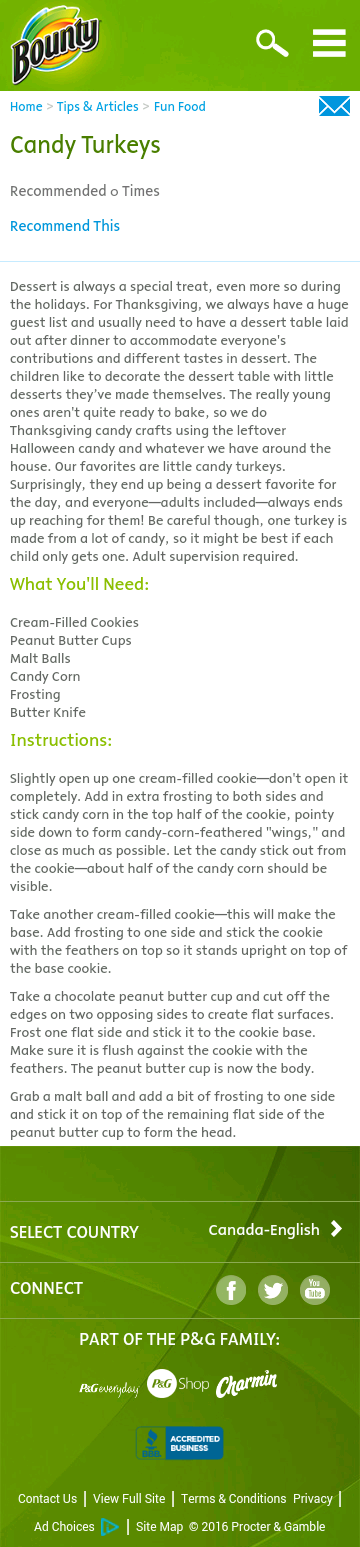 Bounty
Home > Tips & Articles > Fun Food
Candy Turkeys
Recommended 0 Times
Recommend This
Dessert is always a special treat, even more so during
the holidays. For Thanksgiving, we always have a huge
guest list and usually need to have a dessert table laid
out after dinner to accommodate everyone's
contributions and different tastes in dessert. The
children like to decorate the dessert table with little
desserts they've made themselves. The really young
ones aren't quite ready to bake, so we do
Thanksgiving candy crafts using the leftover
Halloween candy and whatever we have around the
house. Our favorites are little candy turkeys.
Surprisingly, they end up being a dessert favorite for
the day, and everyone—adults included—always ends
up reaching for them! Be careful though, one turkey is
made from a lot of candy, so it might be best if each
child only gets one. Adult supervision required.
What You'll Need:
Cream-Filled Cookies
Peanut Butter Cups
Malt Balls
Candy Corn
Frosting
Butter Knife
Instructions:
Slightly open up one cream-filled cookie—don't open it
completely. Add in extra frosting to both sides and
stick candy corn in the top half of the cookie, pointy
side down to form candy-corn-feathered "wings," and
close as much as possible. Let the candy stick out from
the cookie—about half of the candy corn should be
visible.
Take another cream-filled cookie—this will make the
base. Add frosting to one side and stick the cookie
with the feathers on top so it stands upright on top of
the base cookie.
Take a chocolate peanut butter cup and cut off the
edges on two opposing sides to create flat surfaces.
Frost one flat side and stick it to the cookie base.
Make sure it is flush against the cookie with the
feathers. The peanut butter cup is now the body.
Grab a malt ball and add a bit of frosting to one side
and stick it on top of the remaining flat side of the
peanut butter cup to form the head.
SELECT COUNTRY Canada-English
CONNECT You Tube
PART OF THE P&G FAMILY:
P&G everyday P&G Shop Charmin
BBB ACCREDITED BUSINESS
Contact Us | View Full Site | Terms & Conditions Privacy |
Ad Choices | Site Map © 2016 Procter & Gamble